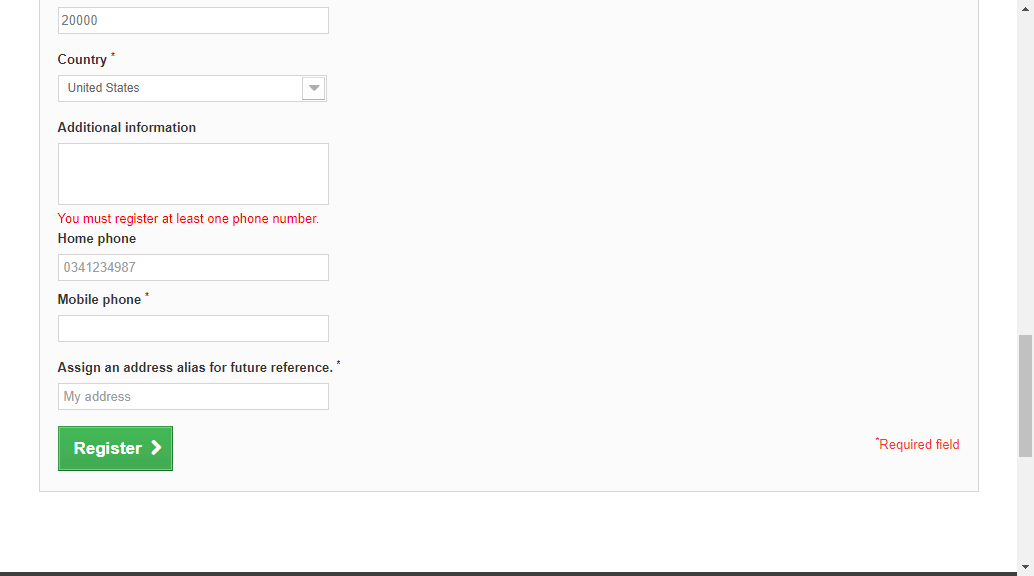 20000
Country *
United States
Additional information
You must register at least one phone number.
Home phone
0341234987
Mobile phone *
Assign an address alias for future reference. *
My address
Register
*Required field